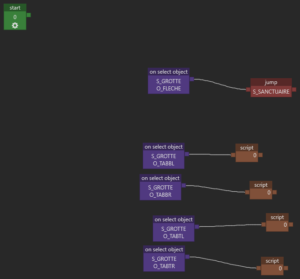 start
0
on select object
S_GROTTE
O_FLECHE
jump
S_SANCTUAIRE
on select object
S_GROTTE
O_TABBL
script
0
on select object
S_GROTTE
O_TABBR
script
0
on select object
S_GROTTE
O_TABTL
script
0
on select object
S_GROTTE
O_TABTR
script
0